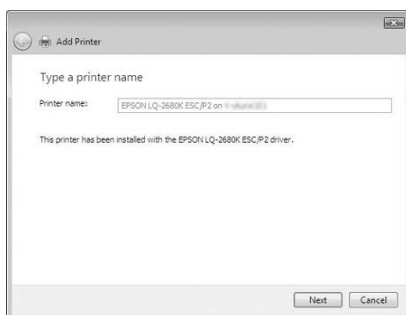 Add Printer
Type a printer name
Printer name:
EPSON LQ-2680K ESC/P2 on
This printer has been installed with the EPSON LQ-2680K ESC/P2 driver.
Next
Cancel